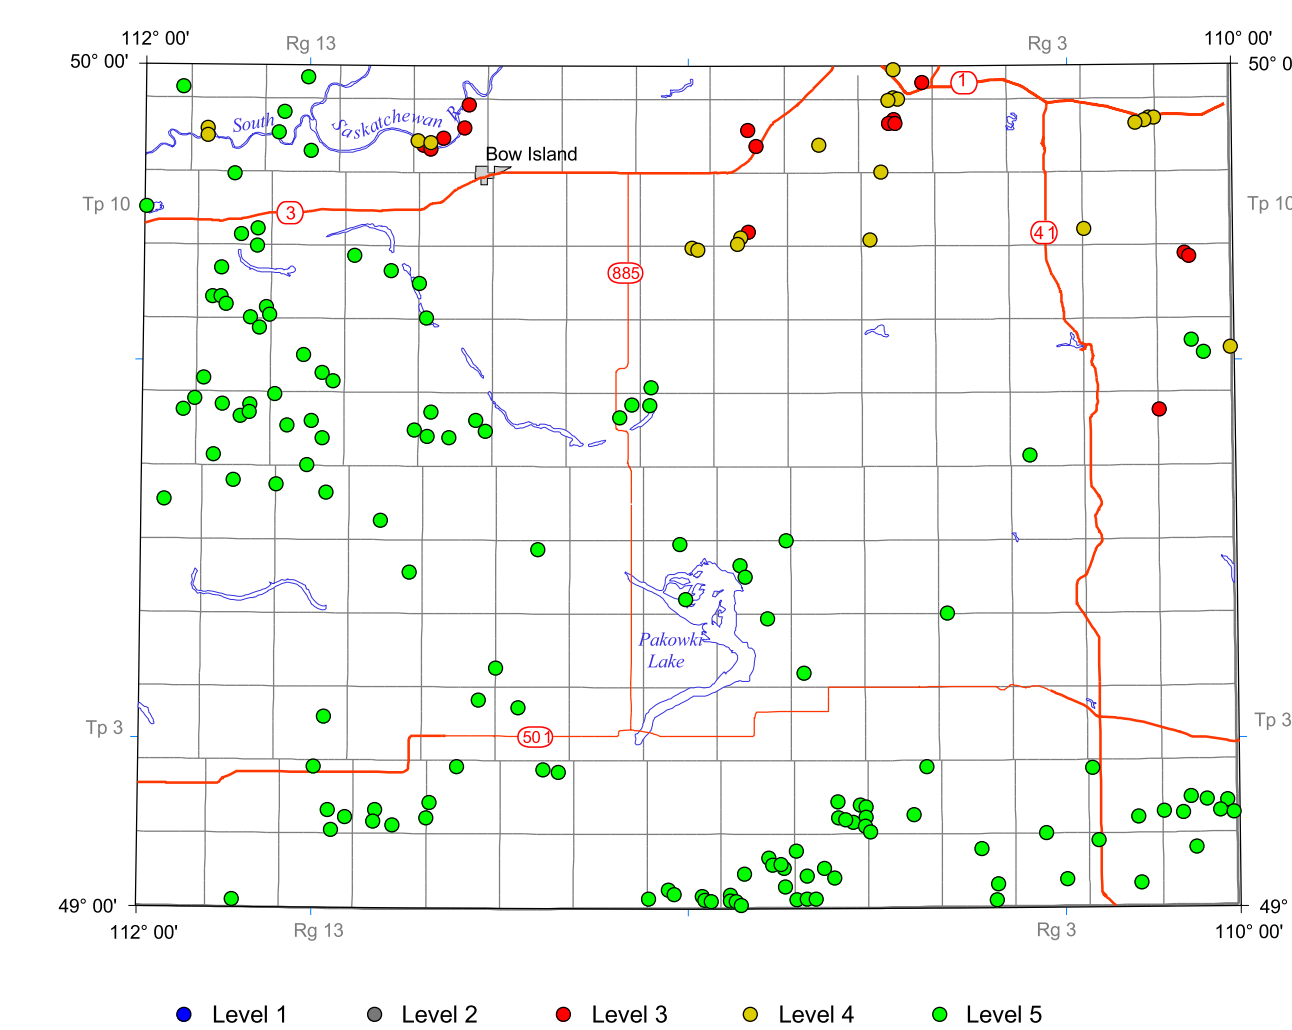 112° 00'
Rg 13
Rg 3
110° 00'
50° 00'
50° 0
1
South
Saskatchewan R
Bow Island
Tp 10
Tp 10
3
41
885
Pakowki
Lake
Tp 3
Tp 3
501
49° 00'
49°
112° 00'
Rg 13
Rg 3
110° 00'
Level 1
Level 2
Level 3
Level 4
Level 5